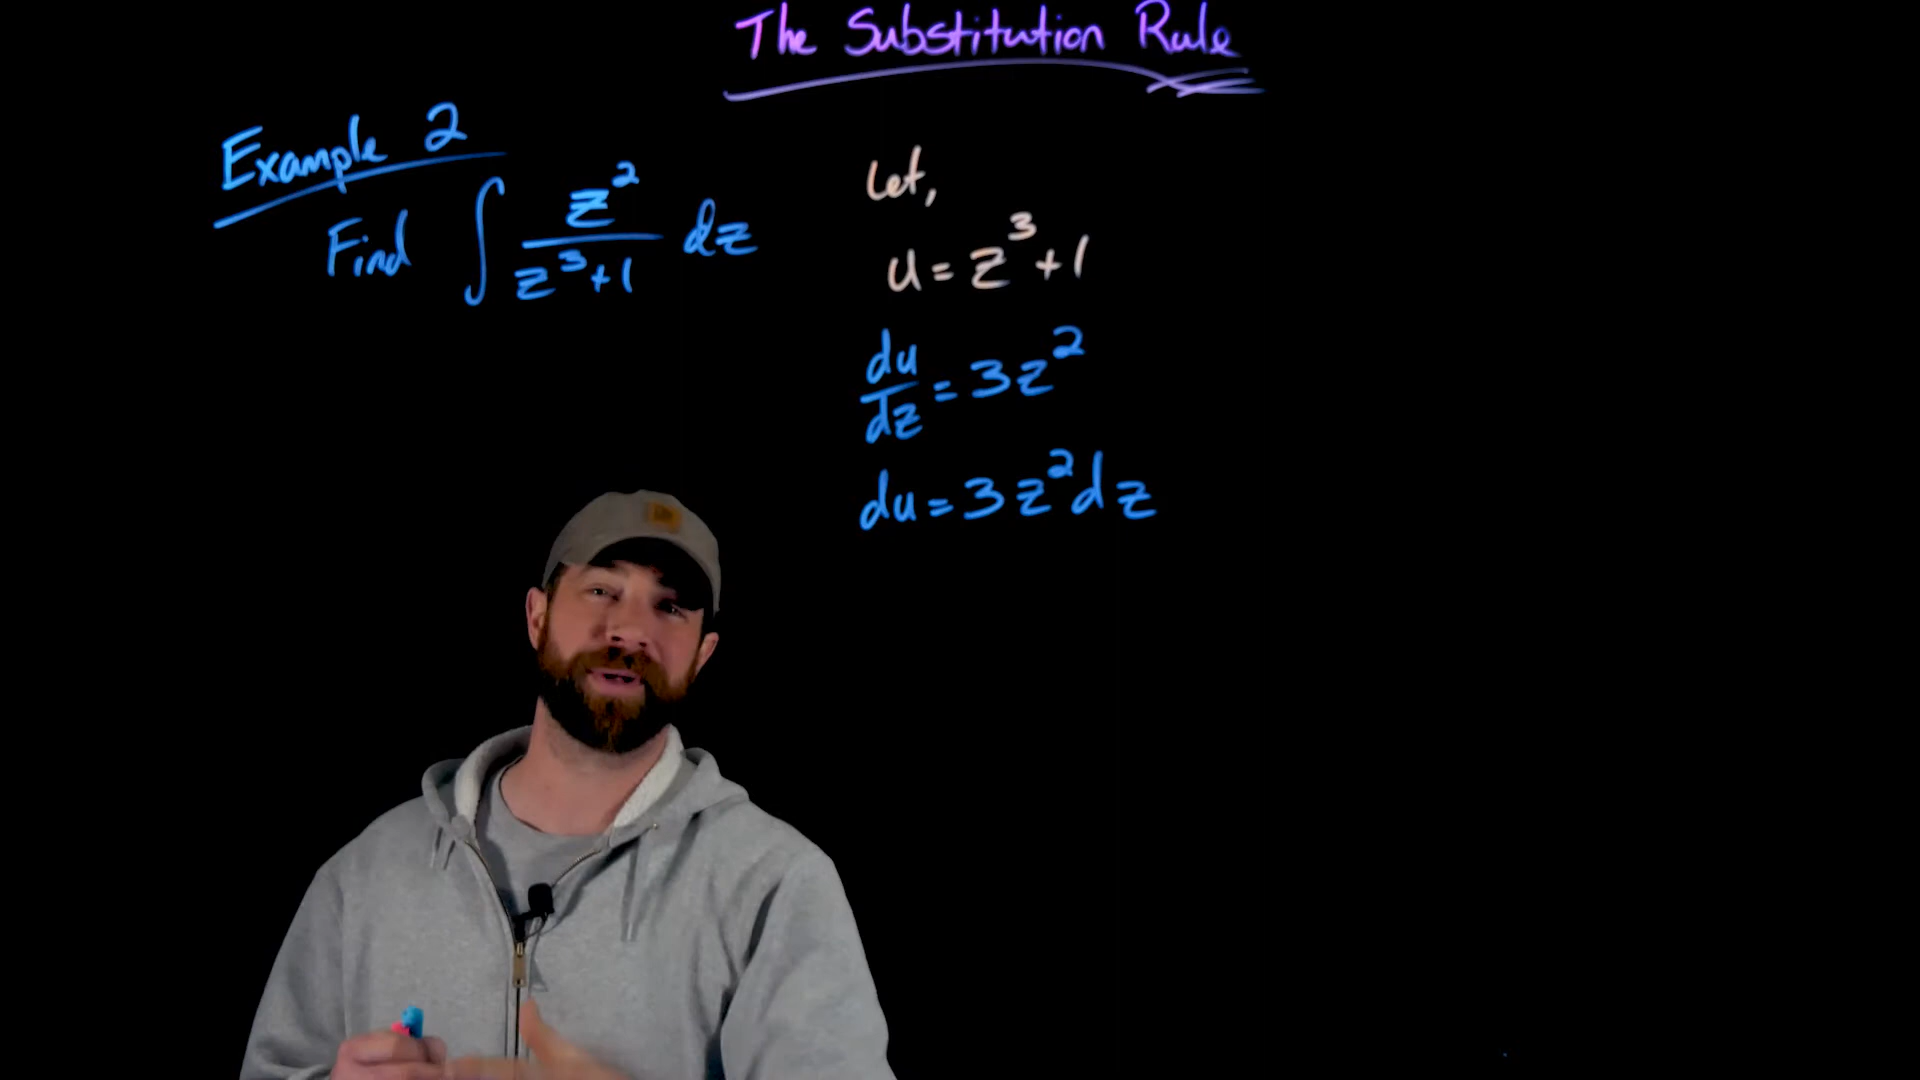 The Substitution Rule
Example 2
Find ∫ z²/(z³+1) dz
Let,
u = z³+1
du/dz = 3z²
du = 3z²dz